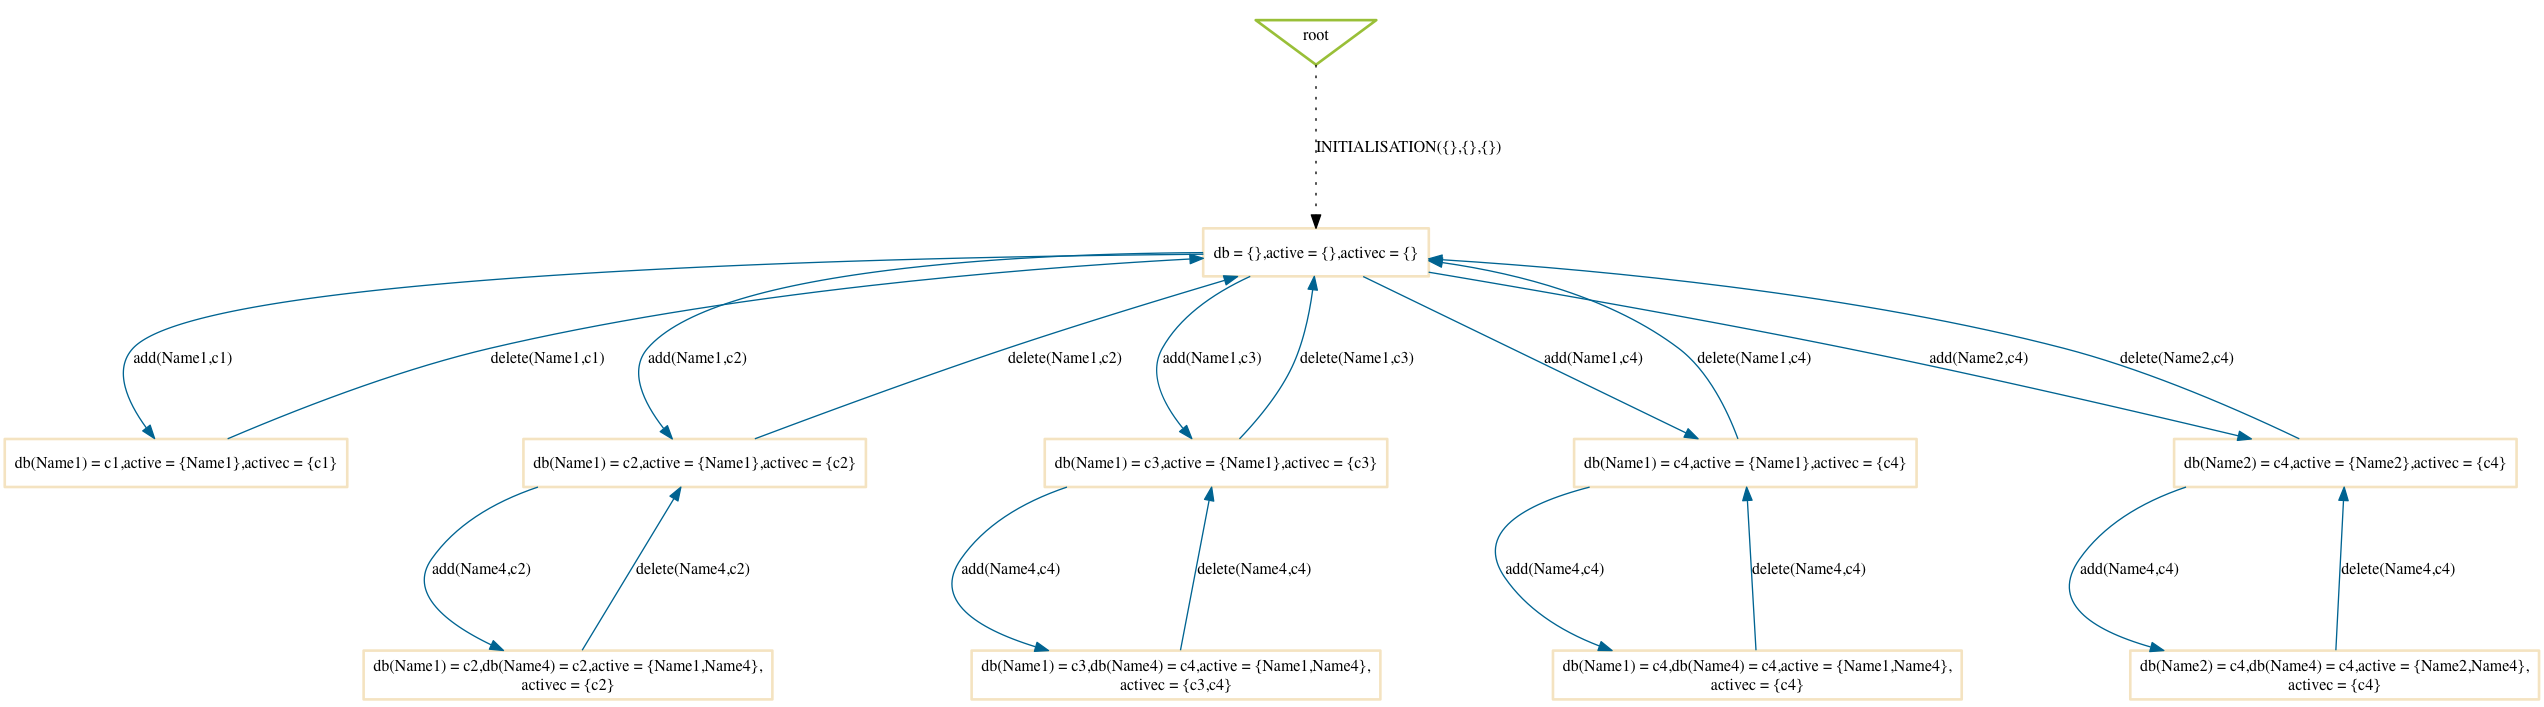 root
INITIALISATION({},{},{})
db = {},active = {},activec = {}
add(Name1,c1)
delete(Name1,c1)
add(Name1,c2)
delete(Name1,c2)
add(Name1,c3)
delete(Name1,c3)
add(Name1,c4)
delete(Name1,c4)
add(Name2,c4)
delete(Name2,c4)
db(Name1) = c1,active = {Name1},activec = {c1}
db(Name1) = c2,active = {Name1},activec = {c2}
db(Name1) = c3,active = {Name1},activec = {c3}
db(Name1) = c4,active = {Name1},activec = {c4}
db(Name2) = c4,active = {Name2},activec = {c4}
add(Name4,c2)
delete(Name4,c2)
add(Name4,c4)
delete(Name4,c4)
add(Name4,c4)
delete(Name4,c4)
add(Name4,c4)
delete(Name4,c4)
db(Name1) = c2,db(Name4) = c2,active = {Name1,Name4},
activec = {c2}
db(Name1) = c3,db(Name4) = c4,active = {Name1,Name4},
activec = {c3,c4}
db(Name1) = c4,db(Name4) = c4,active = {Name1,Name4},
activec = {c4}
db(Name2) = c4,db(Name4) = c4,active = {Name2,Name4},
activec = {c4}